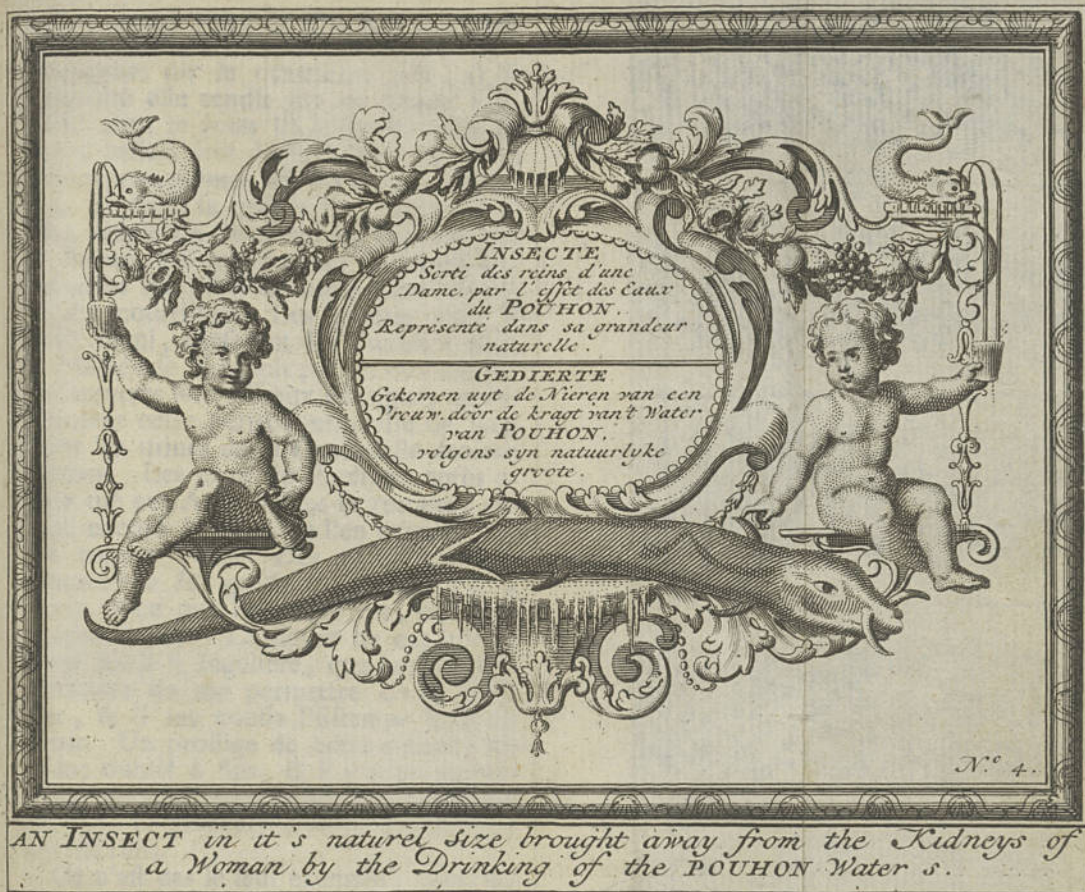 INSECTE
Sorti des reins d'une
Dame. par l'effet des Eaux
du POUHON.
Représenté dans sa grandeur
naturelle.
GEDIERTE
Gekomen uyt de Nieren van een
Vrouw. door de kragt van't Water
van POUHON,
volgens syn natuurlyke
groote.
N.° 4.
AN INSECT in it's naturel size brought away from the Kidneys of
a Woman by the Drinking of the POUHON Water s.